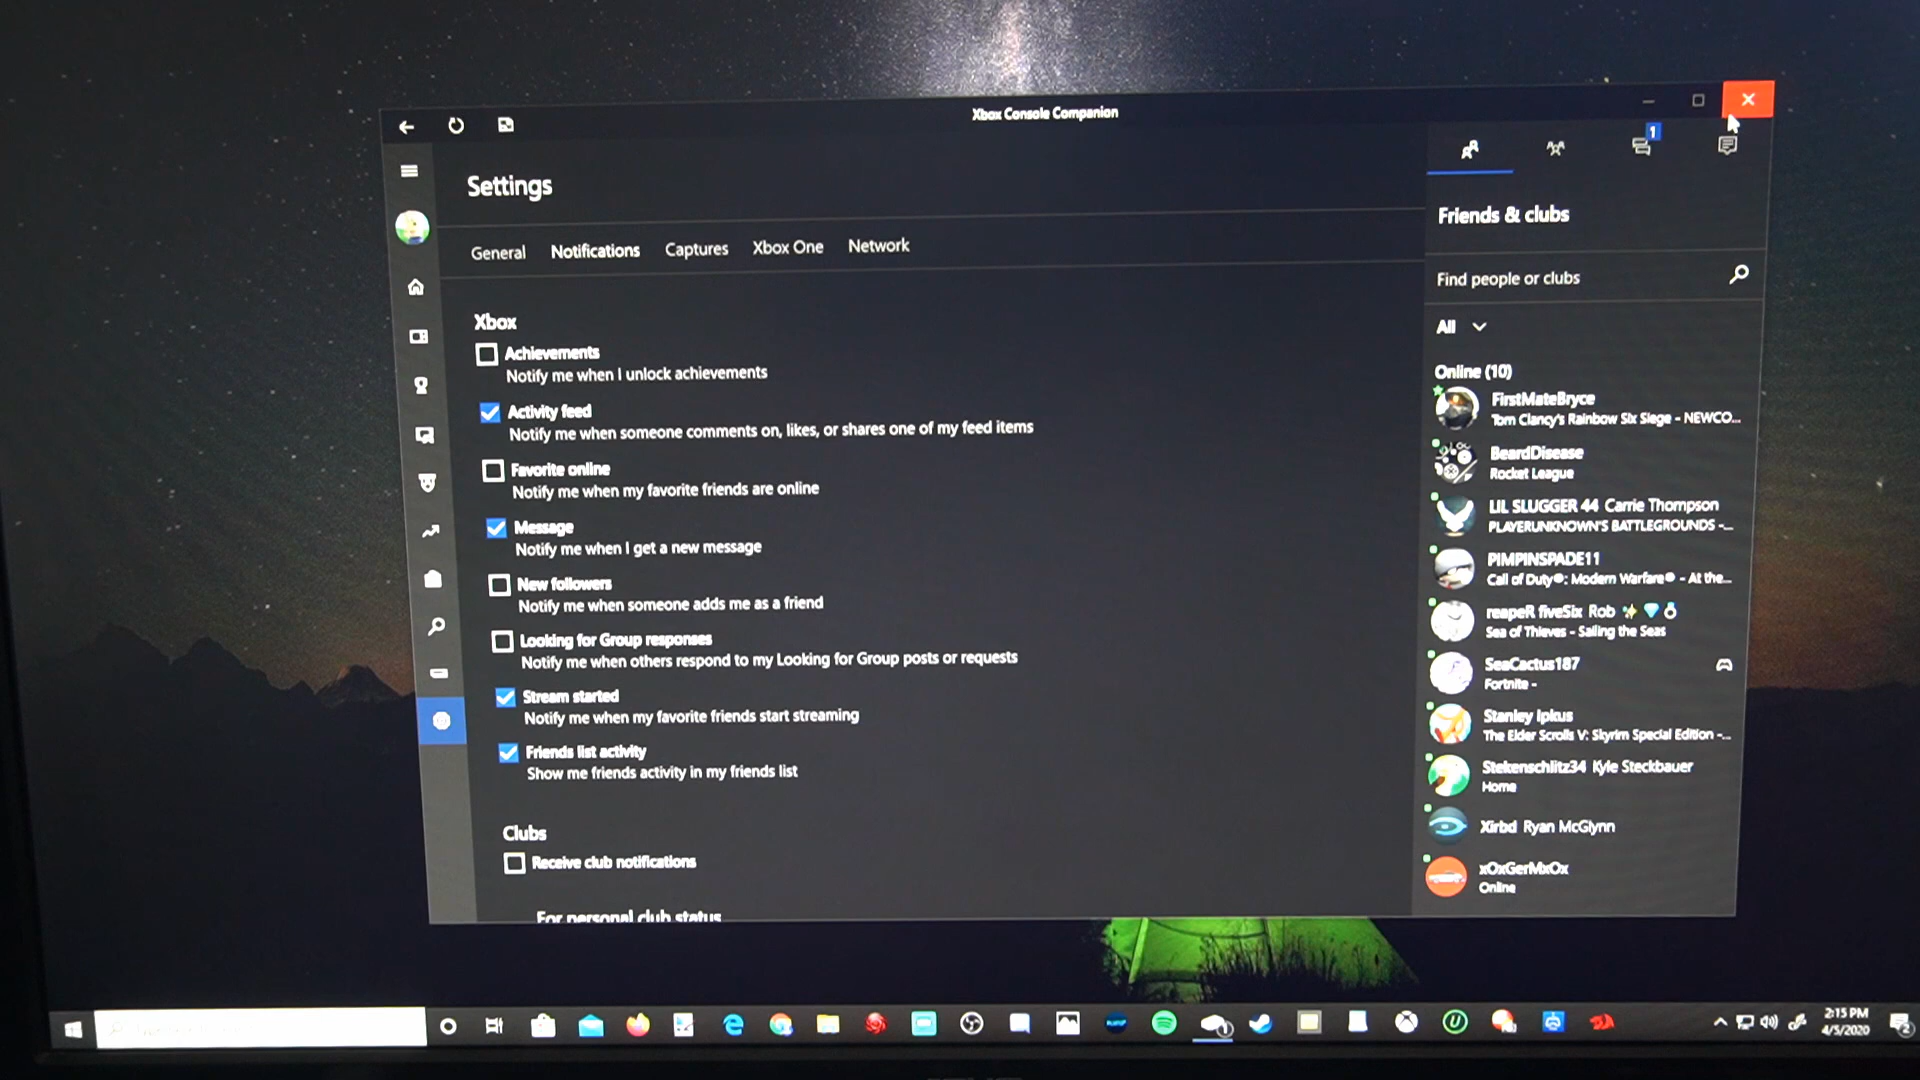 Xbox Console Companion
1
Settings
General Notifications Captures Xbox One Network
Xbox
Achievements
Notify me when I unlock achievements
Activity feed
Notify me when someone comments on, likes, or shares one of my feed items
Favorite online
Notify me when my favorite friends are online
Message
Notify me when I get a new message
New followers
Notify me when someone adds me as a friend
Looking for Group responses
Notify me when others respond to my Looking for Group posts or requests
Stream started
Notify me when my favorite friends start streaming
Friends list activity
Show me friends activity in my friends list
Clubs
Receive club notifications
For personal club status
Friends & clubs
Find people or clubs
All
Online (10)
FirstMateBryce
Tom Clancy's Rainbow Six Siege - NEWCO...
BeardDisease
Rocket League
LIL SLUGGER 44 Carrie Thompson
PLAYERUNKNOWN'S BATTLEGROUNDS -...
PIMPINSPADE11
Call of Duty®: Modern Warfare® - At the...
reapeR fiveSix Rob ✨💎💍
Sea of Thieves - Sailing the Seas
SeaCactus187
Fortnite -
Stanley Ipkus
The Elder Scrolls V: Skyrim Special Edition -...
Stekenschlitz34 Kyle Steckbauer
Home
Xirbd Ryan McGlynn
xOxGerMxOx
Online
2:15 PM
4/5/2020
2